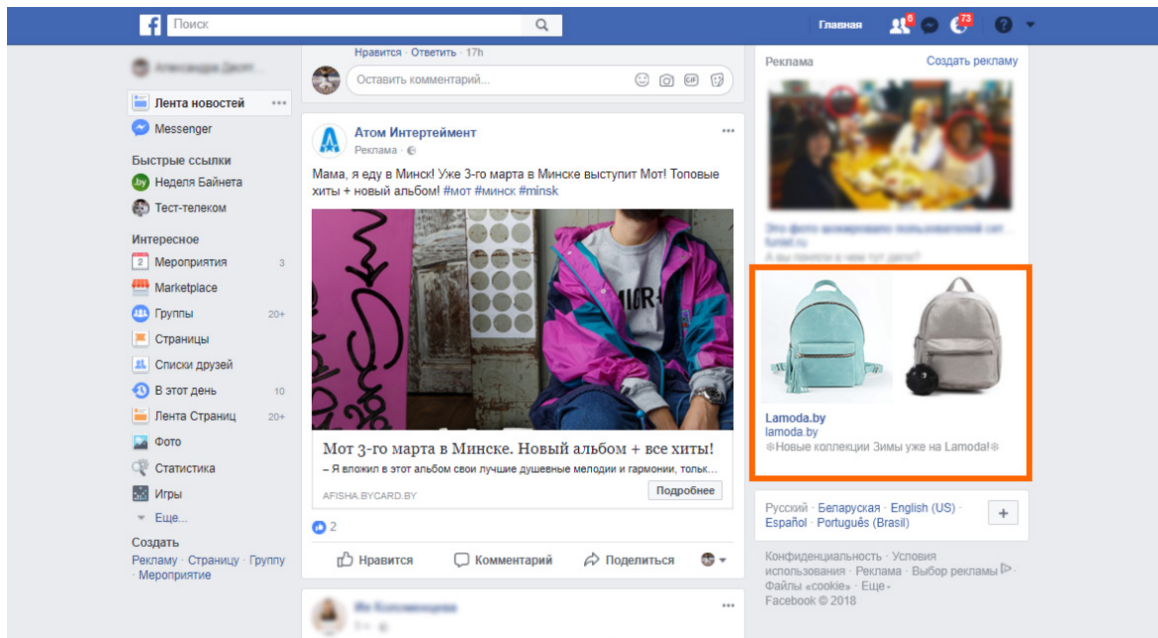 Поиск
Главная
6
73
?
Лента новостей
Messenger
Быстрые ссылки
.by Неделя Байнета
Тест-телеком
Интересное
2 Мероприятия 3
Marketplace
Группы 20+
Страницы
Списки друзей
В этот день 10
Лента Страниц 20+
Фото
Статистика
Игры
Еще...
Создать
Рекламу · Страницу · Группу
· Мероприятие
Нравится · Ответить · 17h
Оставить комментарий...
GIF
Атом Интертеймент
Реклама ·
Мама, я еду в Минск! Уже 3-го марта в Минске выступит Мот! Топовые
хиты + новый альбом! #мот #минск #minsk
Мот 3-го марта в Минске. Новый альбом + все хиты!
– Я вложил в этот альбом свои лучшие душевные мелодии и гармонии, тольк...
AFISHA.BYCARD.BY
Подробнее
2
Нравится
Комментарий
Поделиться
Реклама
Создать рекламу
Lamoda.by
lamoda.by
❄Новые коллекции Зимы уже на Lamoda!❄
Русский · Беларуская · English (US) ·
Español · Português (Brasil)
+
Конфиденциальность · Условия
использования · Реклама · Выбор рекламы ·
Файлы «cookie» · Еще
Facebook © 2018